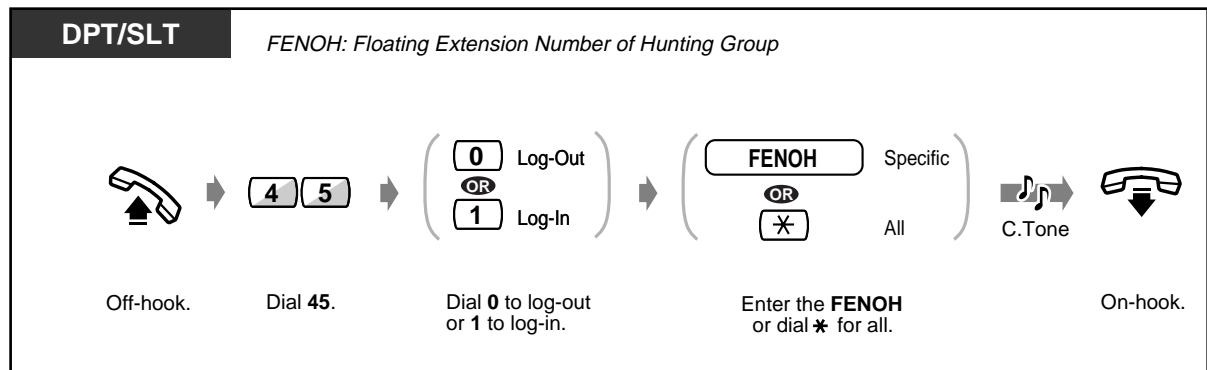 DPT/SLT
FENOH: Floating Extension Number of Hunting Group
4 5
0 Log-Out
OR
1 Log-In
FENOH Specific
OR
* All
C.Tone
Off-hook.
Dial 45.
Dial 0 to log-out
or 1 to log-in.
Enter the FENOH
or dial * for all.
On-hook.